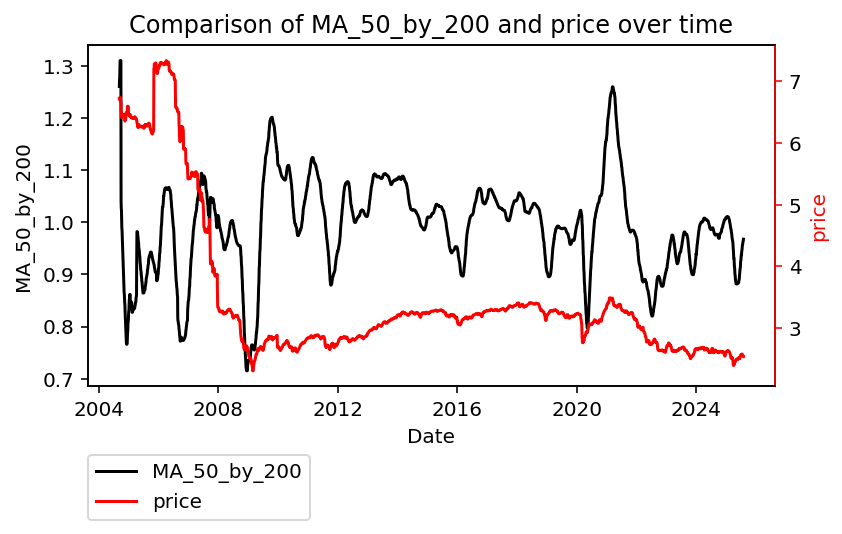 Comparison of MA_50_by_200 and price over time
MA_50_by_200
1.3
1.2
1.1
1.0
0.9
0.8
0.7
7
6
5
4
3
price
2004 2008 2012 2016 2020 2024
Date
MA_50_by_200
price